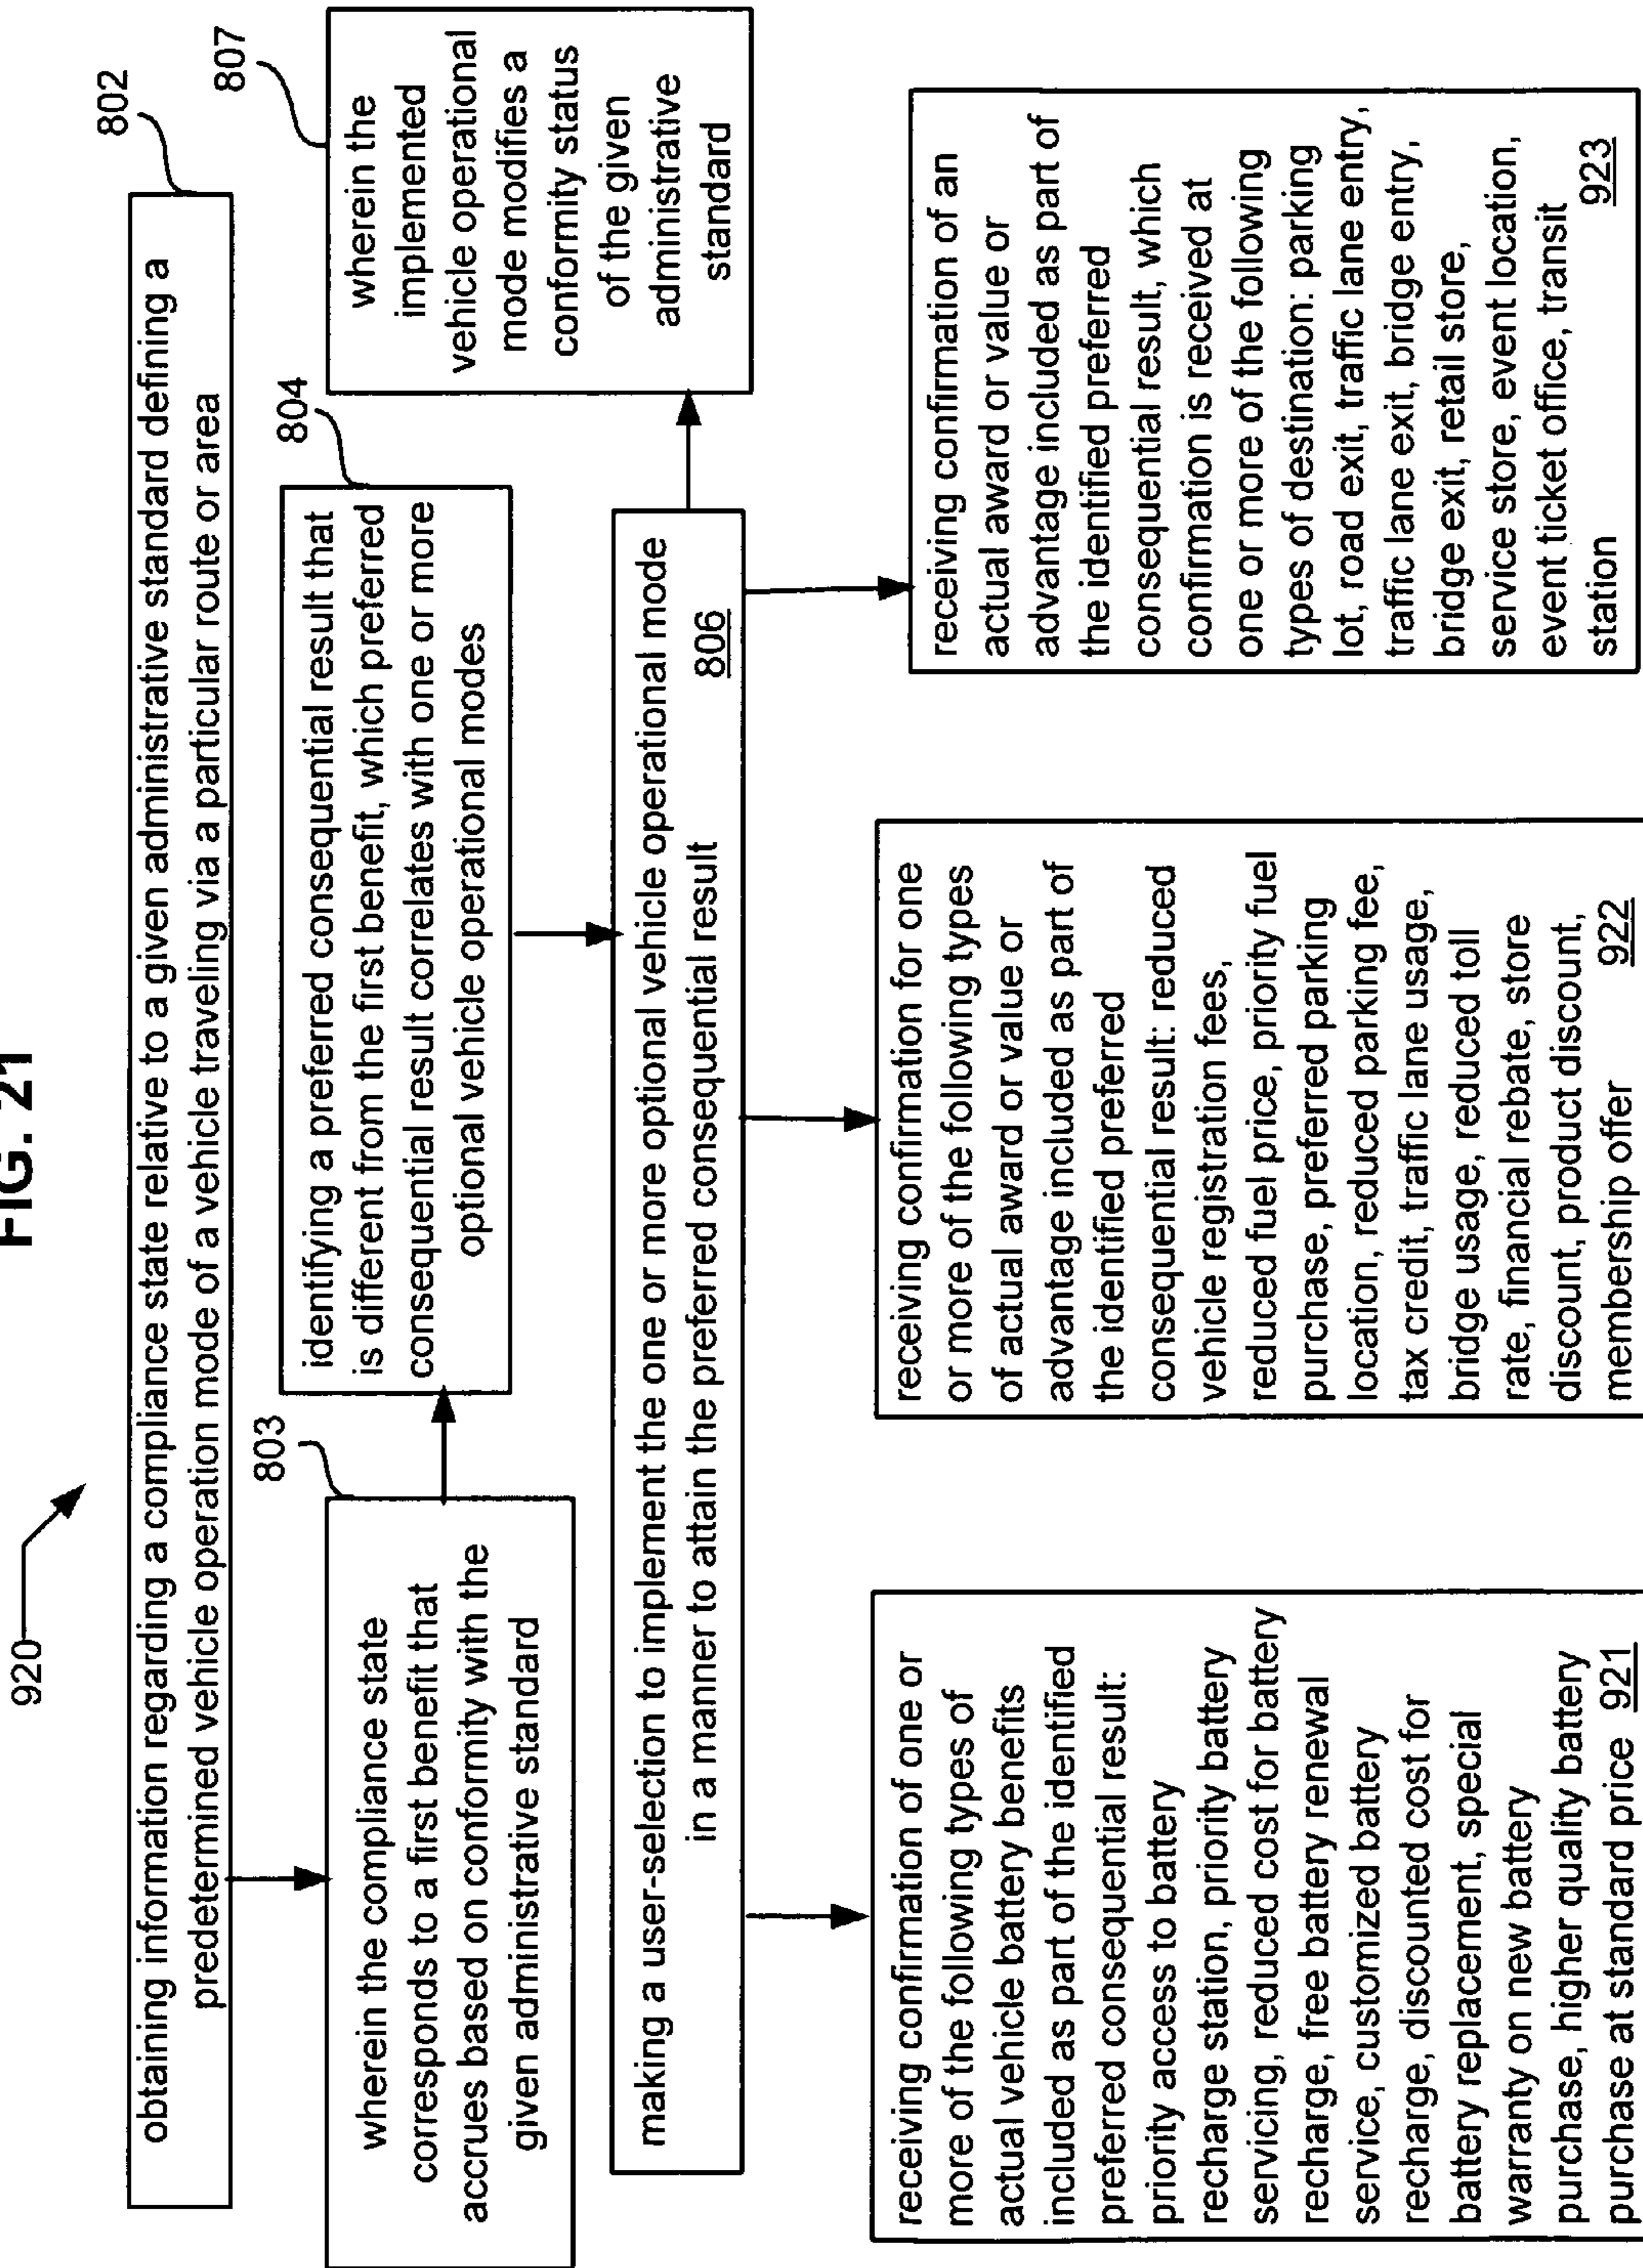 FIG. 21
920
802
obtaining information regarding a compliance state relative to a given administrative standard defining a
predetermined vehicle operation mode of a vehicle traveling via a particular route or area
803
wherein the compliance state
corresponds to a first benefit that
accrues based on conformity with the
given administrative standard
804
identifying a preferred consequential result that
is different from the first benefit, which preferred
consequential result correlates with one or more
optional vehicle operational modes
807
wherein the
implemented
vehicle operational
mode modifies a
conformity status
of the given
administrative
standard
making a user-selection to implement the one or more optional vehicle operational mode
in a manner to attain the preferred consequential result 806
receiving confirmation of one or
more of the following types of
actual vehicle battery benefits
included as part of the identified
preferred consequential result:
priority access to battery
recharge station, priority battery
servicing, reduced cost for battery
recharge, free battery renewal
service, customized battery
recharge, discounted cost for
battery replacement, special
warranty on new battery
purchase, higher quality battery
purchase at standard price 921
receiving confirmation for one
or more of the following types
of actual award or value or
advantage included as part of
the identified preferred
consequential result: reduced
vehicle registration fees,
reduced fuel price, priority fuel
purchase, preferred parking
location, reduced parking fee,
tax credit, traffic lane usage,
bridge usage, reduced toll
rate, financial rebate, store
discount, product discount,
membership offer 922
receiving confirmation of an
actual award or value or
advantage included as part of
the identified preferred
consequential result, which
confirmation is received at
one or more of the following
types of destination: parking
lot, road exit, traffic lane entry,
traffic lane exit, bridge entry,
bridge exit, retail store,
service store, event location,
event ticket office, transit
station 923